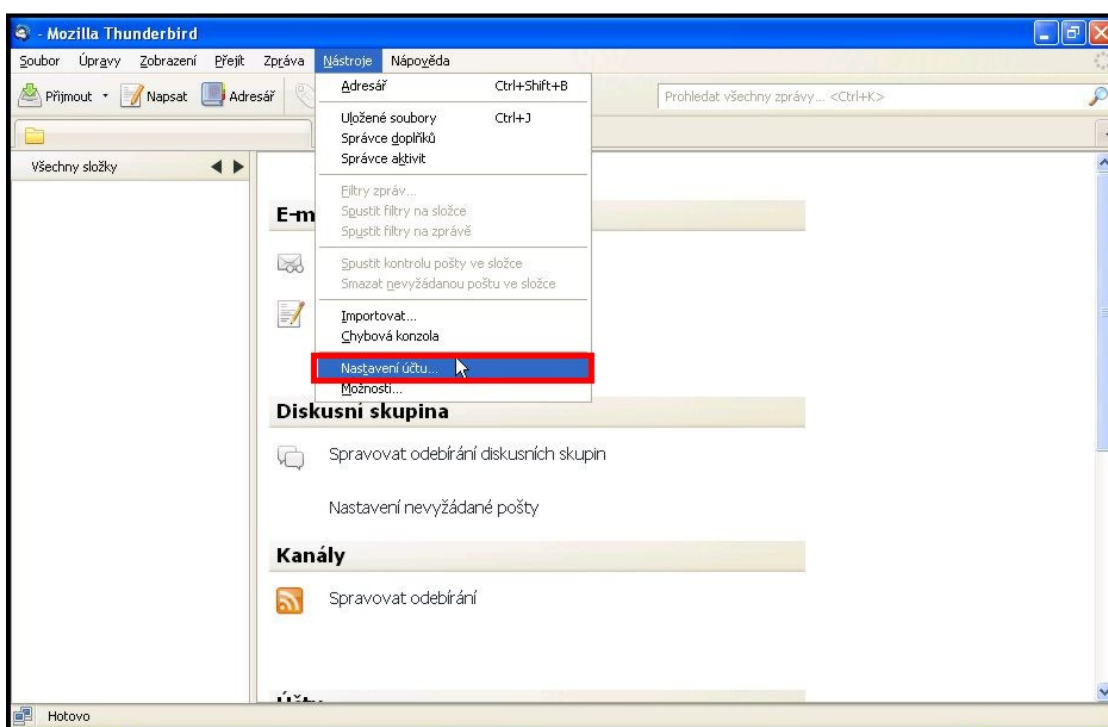 - Mozilla Thunderbird
Soubor Úpravy Zobrazení Přejít Zpráva Nástroje Nápověda
Přijmout Napsat Adresář Prohledat všechny zprávy... <Ctrl+K>
Adresář Ctrl+Shift+B
Uložené soubory Ctrl+J
Správce doplňků
Správce aktivit
Filtry zpráv...
Spustit filtry na složce
Spustit filtry na zprávě
Spustit kontrolu pošty ve složce
Smazat nevyžádanou poštu ve složce
Importovat...
Chybová konzola
Nastavení účtu...
Možnosti...
Všechny složky
E-m
Diskusní skupina
Spravovat odebírání diskusních skupin
Nastavení nevyžádané pošty
Kanály
Spravovat odebírání
Hotovo